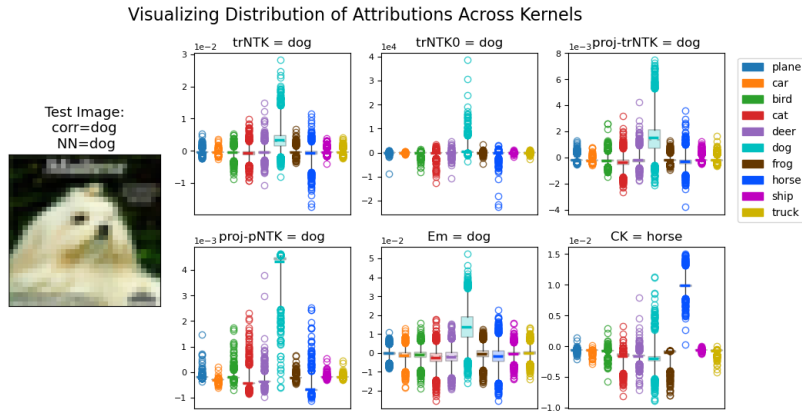 Visualizing Distribution of Attributions Across Kernels
Test Image:
corr=dog
NN=dog
trNTK = dog
1e−2
3
2
1
0
−1
trNTK0 = dog
1e4
4
3
2
1
0
−1
−2
proj-trNTK = dog
1e−3
8
6
4
2
0
−2
−4
plane
car
bird
cat
deer
dog
frog
horse
ship
truck
proj-pNTK = dog
1e−3
4
3
2
1
0
−1
Em = dog
1e−2
5
4
3
2
1
0
−1
−2
CK = horse
1e−2
1.5
1.0
0.5
0.0
−0.5
−1.0